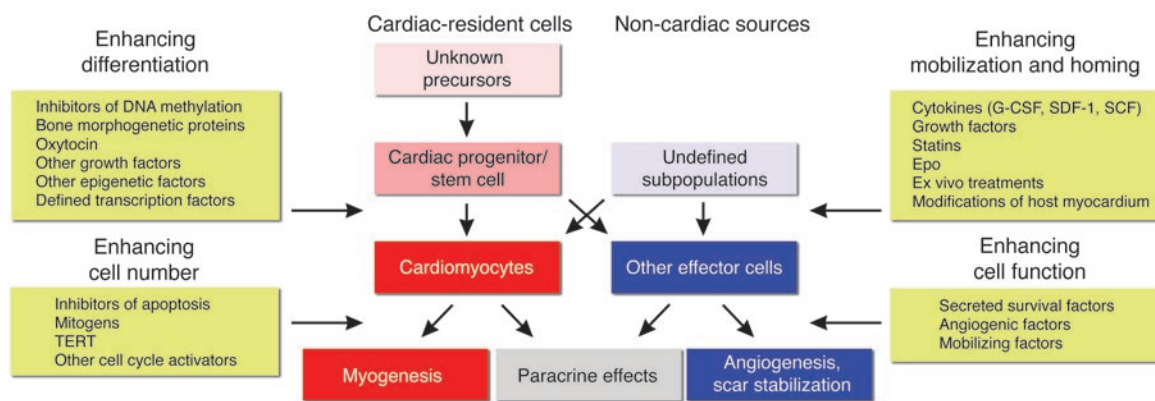 Cardiac-resident cells
Non-cardiac sources
Enhancing
differentiation
Inhibitors of DNA methylation
Bone morphogenetic proteins
Oxytocin
Other growth factors
Other epigenetic factors
Defined transcription factors
Enhancing
cell number
Inhibitors of apoptosis
Mitogens
TERT
Other cell cycle activators
Unknown
precursors
Cardiac progenitor/
stem cell
Undefined
subpopulations
Cardiomyocytes
Other effector cells
Myogenesis
Paracrine effects
Angiogenesis,
scar stabilization
Enhancing
mobilization and homing
Cytokines (G-CSF, SDF-1, SCF)
Growth factors
Statins
Epo
Ex vivo treatments
Modifications of host myocardium
Enhancing
cell function
Secreted survival factors
Angiogenic factors
Mobilizing factors